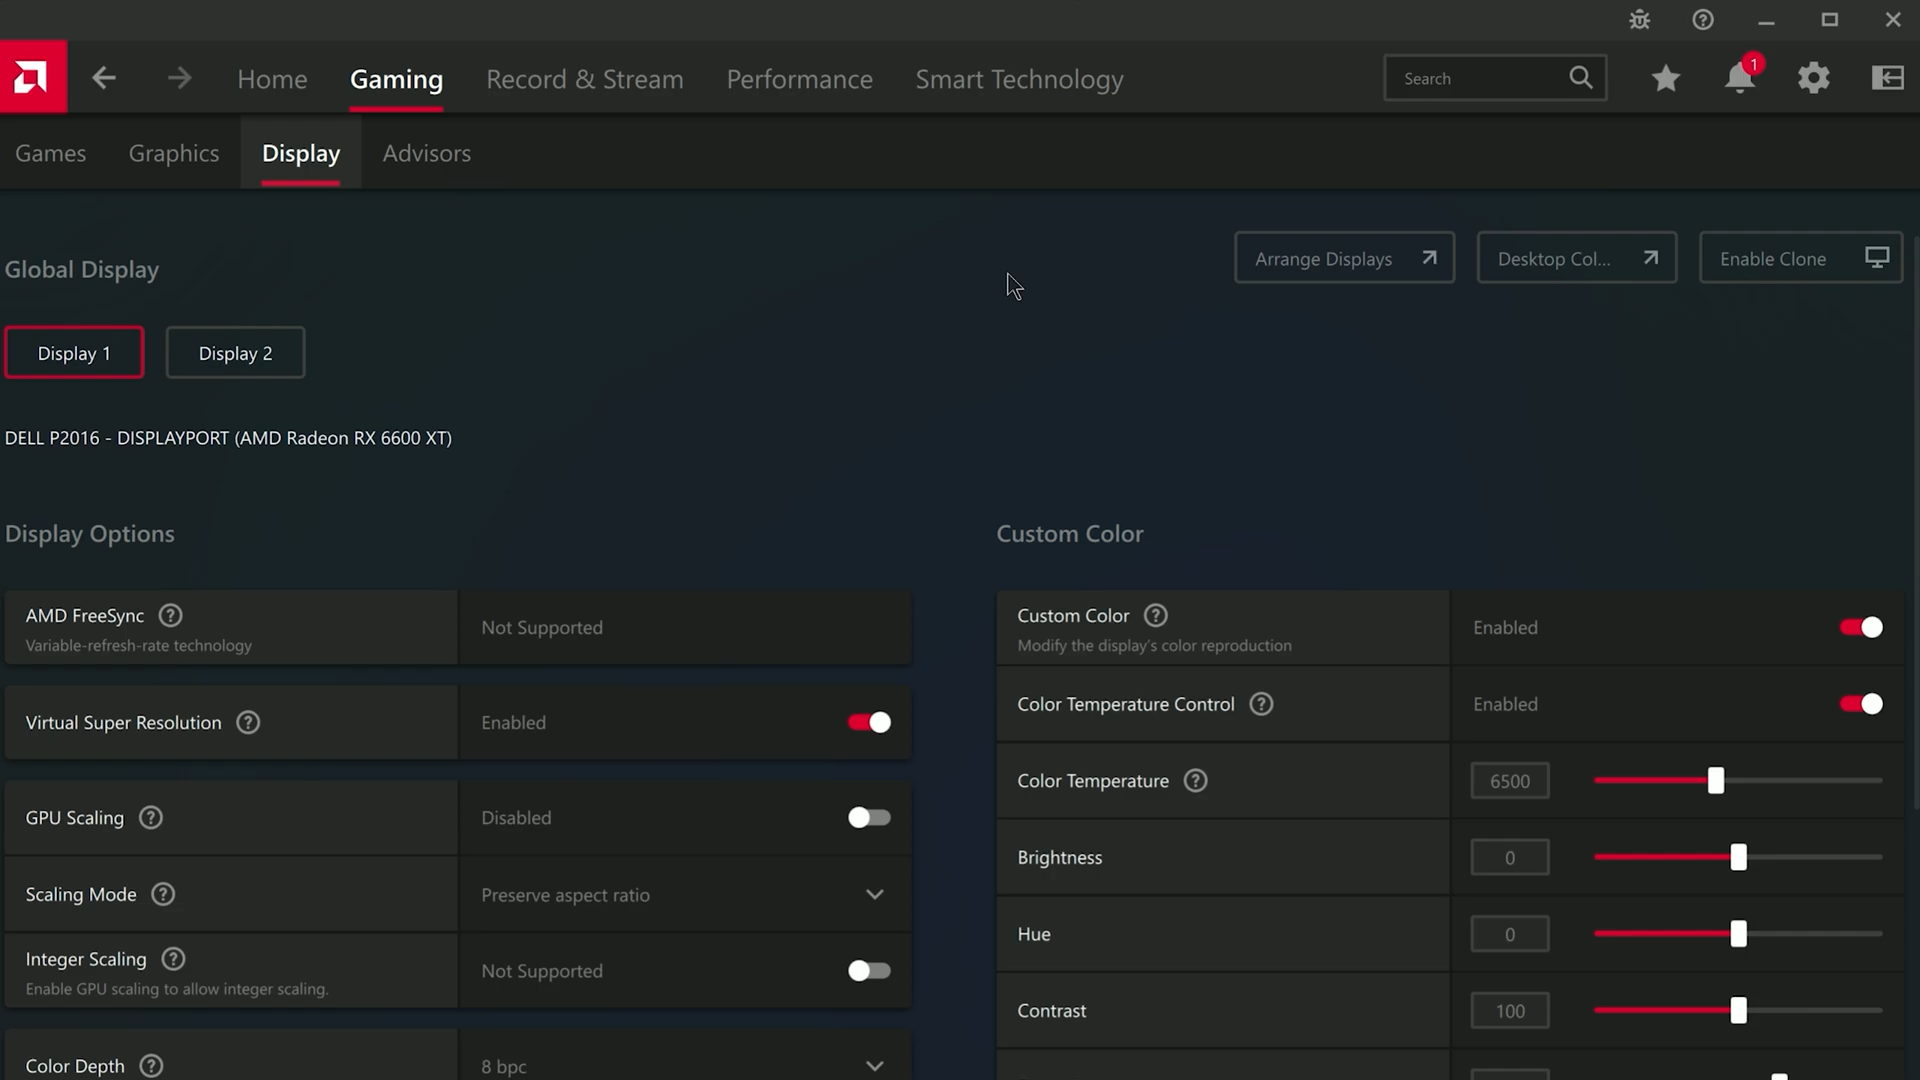 Home Gaming Record & Stream Performance Smart Technology Search 1
Games Graphics Display Advisors
Global Display Arrange Displays Desktop Col... Enable Clone
Display 1 Display 2
DELL P2016 - DISPLAYPORT (AMD Radeon RX 6600 XT)
Display Options
AMD FreeSync ?
Variable-refresh-rate technology
Not Supported
Virtual Super Resolution ? Enabled
GPU Scaling ? Disabled
Scaling Mode ? Preserve aspect ratio
Integer Scaling ?
Enable GPU scaling to allow integer scaling.
Not Supported
Color Depth ? 8 bpc
Custom Color
Custom Color ?
Modify the display's color reproduction
Enabled
Color Temperature Control ? Enabled
Color Temperature ? 6500
Brightness 0
Hue 0
Contrast 100